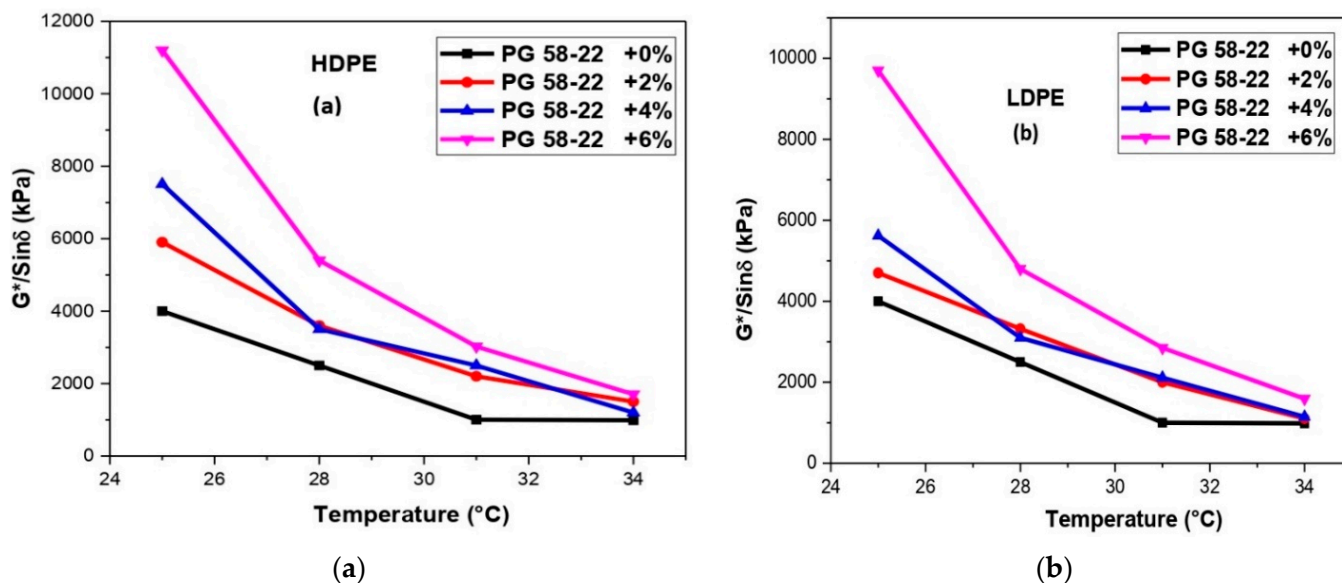 12000
10000
8000
6000
4000
2000
0
G*/Sinδ (kPa)
HDPE
(a)
PG 58-22 +0%
PG 58-22 +2%
PG 58-22 +4%
PG 58-22 +6%
24 26 28 30 32 34
Temperature (°C)
(a)
10000
8000
6000
4000
2000
0
G*/Sinδ (kPa)
LDPE
(b)
PG 58-22 +0%
PG 58-22 +2%
PG 58-22 +4%
PG 58-22 +6%
24 26 28 30 32 34
Temperature (°C)
(b)